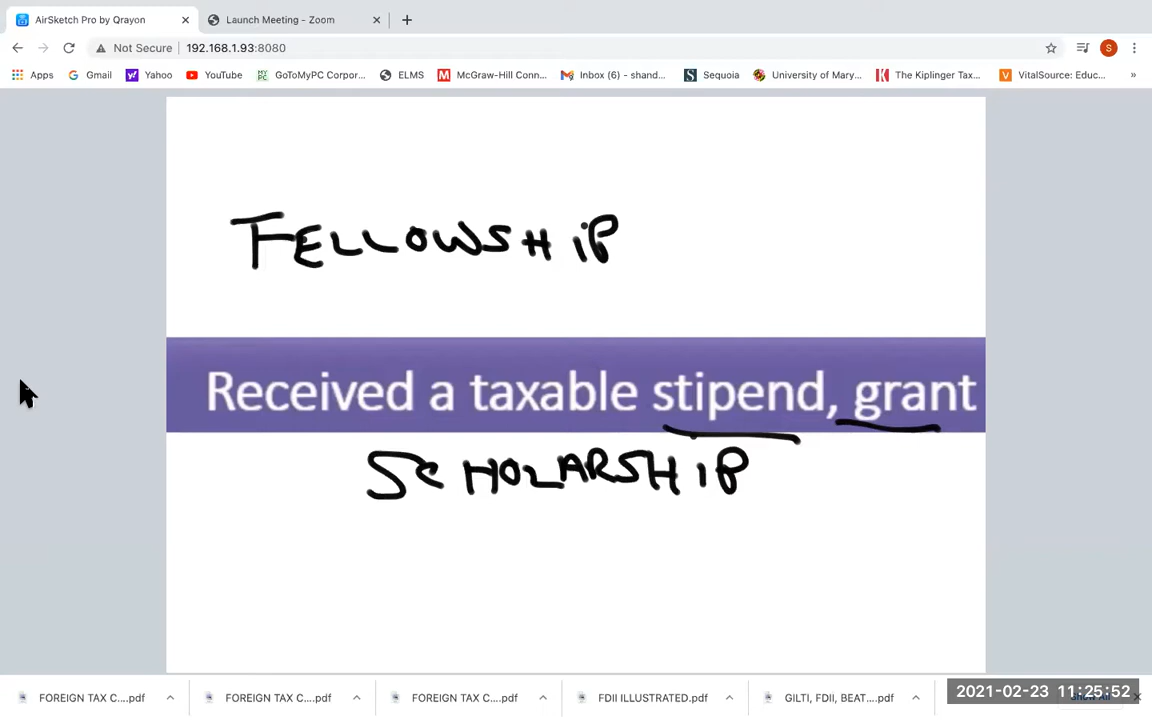 AirSketch Pro by Qrayon
Launch Meeting - Zoom
Not Secure 192.168.1.93:8080
S
Apps Gmail Yahoo YouTube GoToMyPC Corpor... ELMS McGraw-Hill Conn... Inbox (6) - shand... Sequoia University of Mary... The Kiplinger Tax... VitalSource: Educ... »
FELLOWSHIP
Received a taxable stipend, grant
SCHOLARSHIP
FOREIGN TAX C....pdf FOREIGN TAX C....pdf FOREIGN TAX C....pdf FDII ILLUSTRATED.pdf GILTI, FDII, BEAT....pdf
2021-02-23 11:25:52